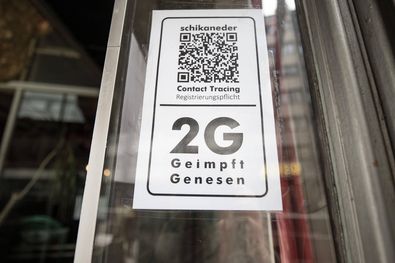 schikaneder
Contact Tracing
Registrierungspflicht
2G
Geimpft
Genesen